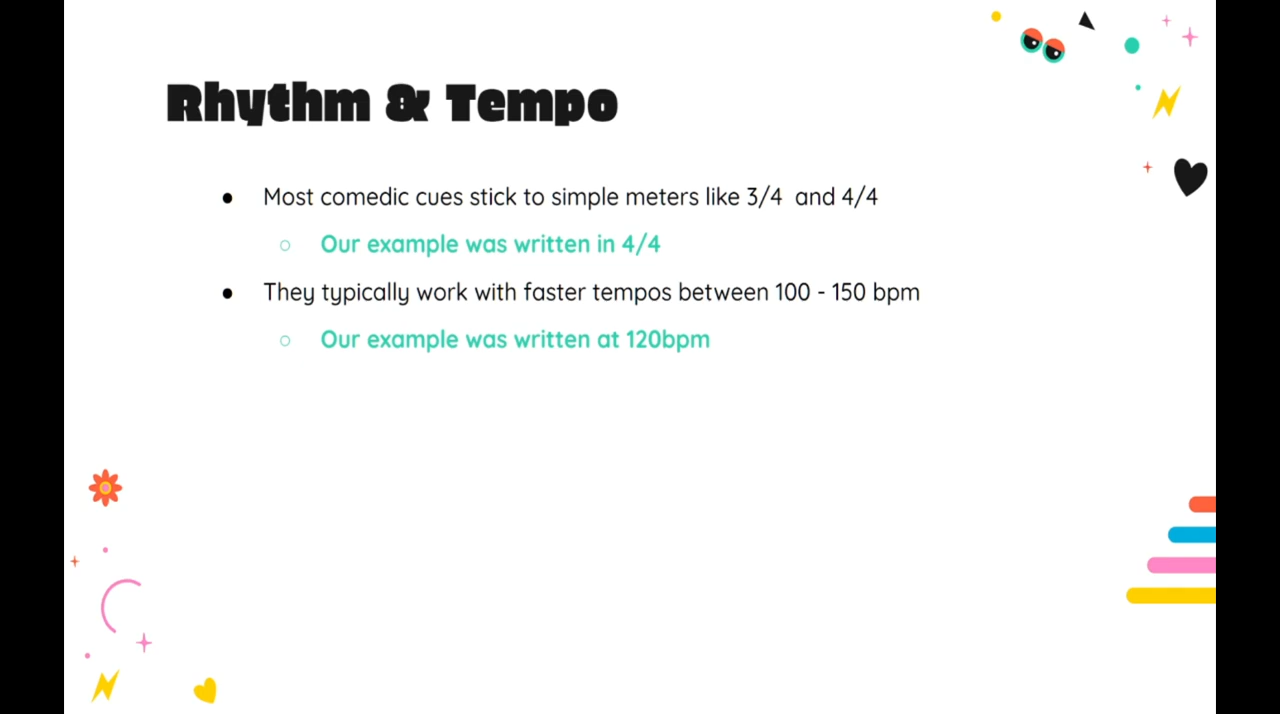 Rhythm & Tempo
● Most comedic cues stick to simple meters like 3/4  and 4/4
○ Our example was written in 4/4
● They typically work with faster tempos between 100 - 150 bpm
○ Our example was written at 120bpm